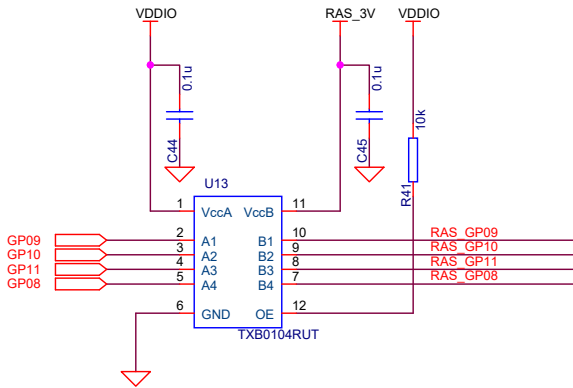 VDDIO RAS_3V VDDIO
0.1u 0.1u 10k
C44 C45 R41
U13
1 VccA VccB 11
GP09 2 A1 B1 10 RAS_GP09
GP10 3 A2 B2 9 RAS_GP10
GP11 4 A3 B3 8 RAS_GP11
GP08 5 A4 B4 7 RAS_GP08
6 GND OE 12
TXB0104RUT